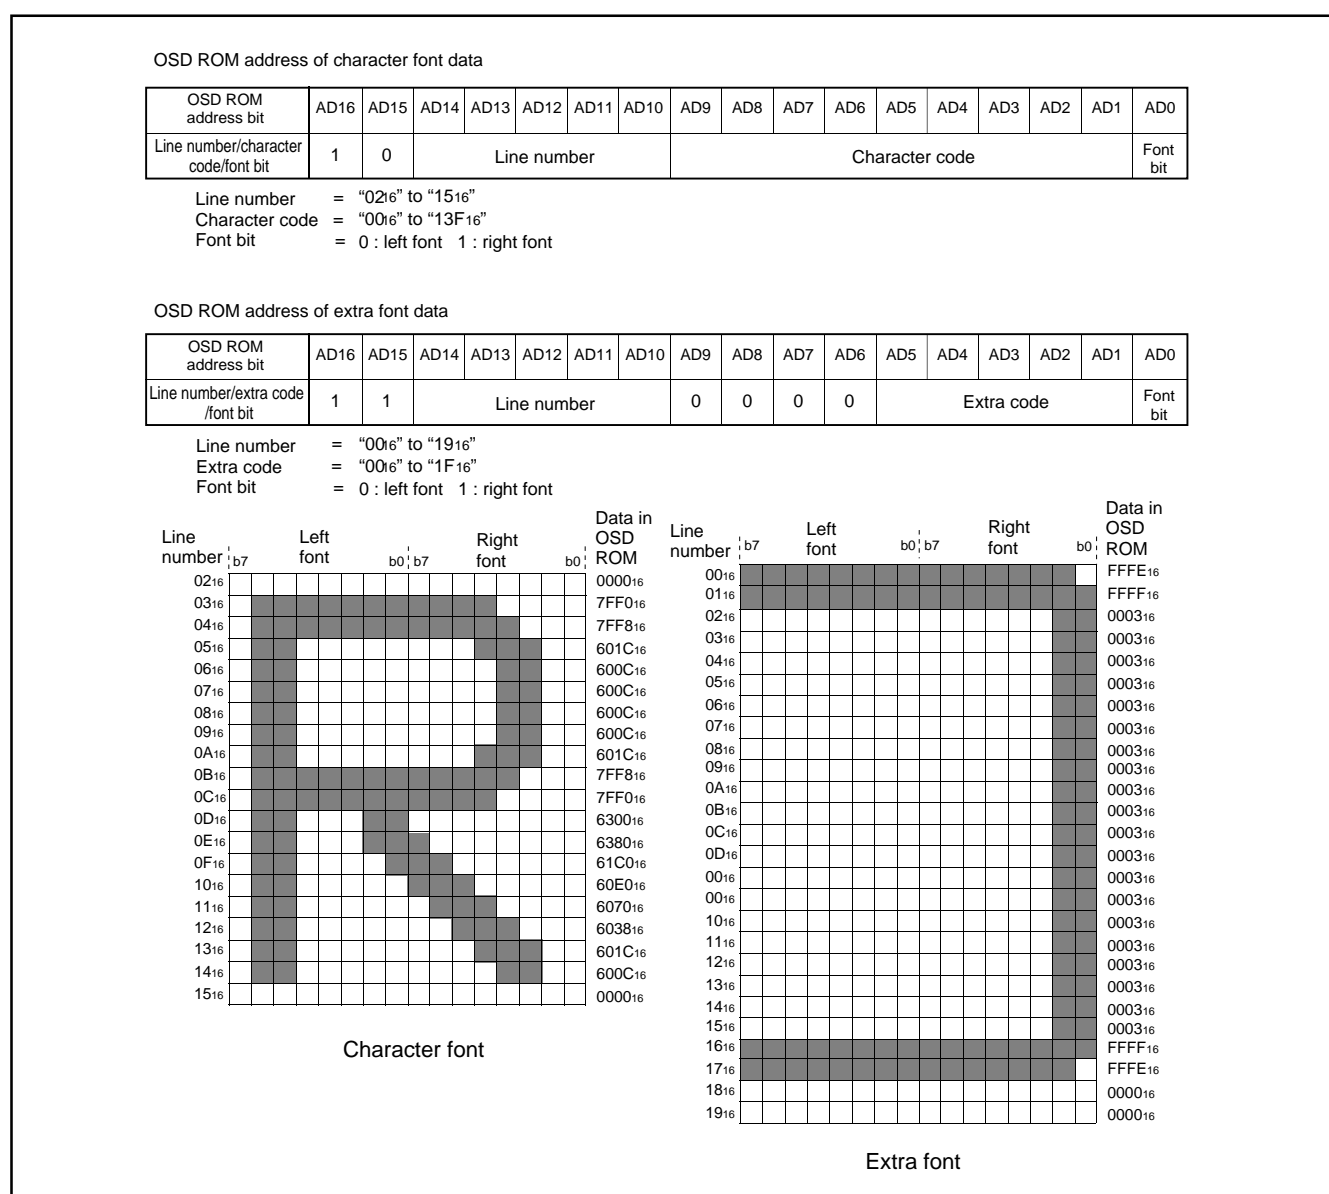 OSD ROM address of character font data
OSD ROM address bit AD16 AD15 AD14 AD13 AD12 AD11 AD10 AD9 AD8 AD7 AD6 AD5 AD4 AD3 AD2 AD1 AD0
Line number/character code/font bit 1 0 Line number Character code Font bit
Line number = “0216” to “1516”
Character code = “0016” to “13F16”
Font bit = 0 : left font 1 : right font
OSD ROM address of extra font data
OSD ROM address bit AD16 AD15 AD14 AD13 AD12 AD11 AD10 AD9 AD8 AD7 AD6 AD5 AD4 AD3 AD2 AD1 AD0
Line number/extra code /font bit 1 1 Line number 0 0 0 0 Extra code Font bit
Line number = “0016” to “1916”
Extra code = “0016” to “1F16”
Font bit = 0 : left font 1 : right font
Line number b7 Left font b0 b7 Right font b0 Data in OSD ROM
0216 000016
0316 7FF016
0416 7FF816
0516 601C16
0616 600C16
0716 600C16
0816 600C16
0916 600C16
0A16 601C16
0B16 7FF816
0C16 7FF016
0D16 630016
0E16 638016
0F16 61C016
1016 60E016
1116 607016
1216 603816
1316 601C16
1416 600C16
1516 000016
Character font
Line number b7 Left font b0 b7 Right font b0 Data in OSD ROM
0016 FFFE16
0116 FFFF16
0216 000316
0316 000316
0416 000316
0516 000316
0616 000316
0716 000316
0816 000316
0916 000316
0A16 000316
0B16 000316
0C16 000316
0D16 000316
0016 000316
0016 000316
1016 000316
1116 000316
1216 000316
1316 000316
1416 000316
1516 000316
1616 FFFF16
1716 FFFE16
1816 000016
1916 000016
Extra font